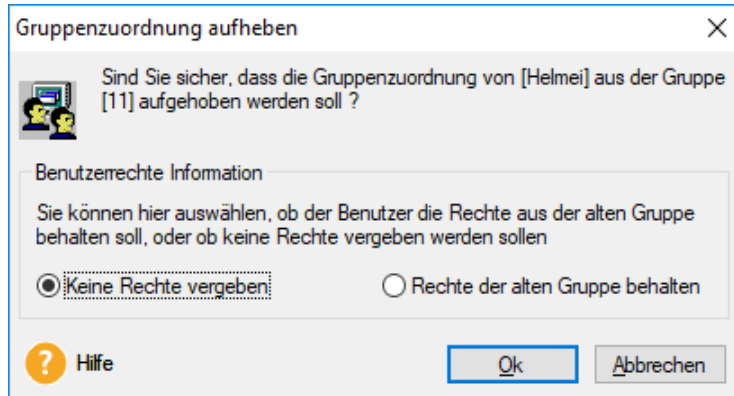 Gruppenzuordnung aufheben
Sind Sie sicher, dass die Gruppenzuordnung von [Helmei] aus der Gruppe
[11] aufgehoben werden soll ?
Benutzerrechte Information
Sie können hier auswählen, ob der Benutzer die Rechte aus der alten Gruppe
behalten soll, oder ob keine Rechte vergeben werden sollen
Keine Rechte vergeben Rechte der alten Gruppe behalten
? Hilfe Ok Abbrechen